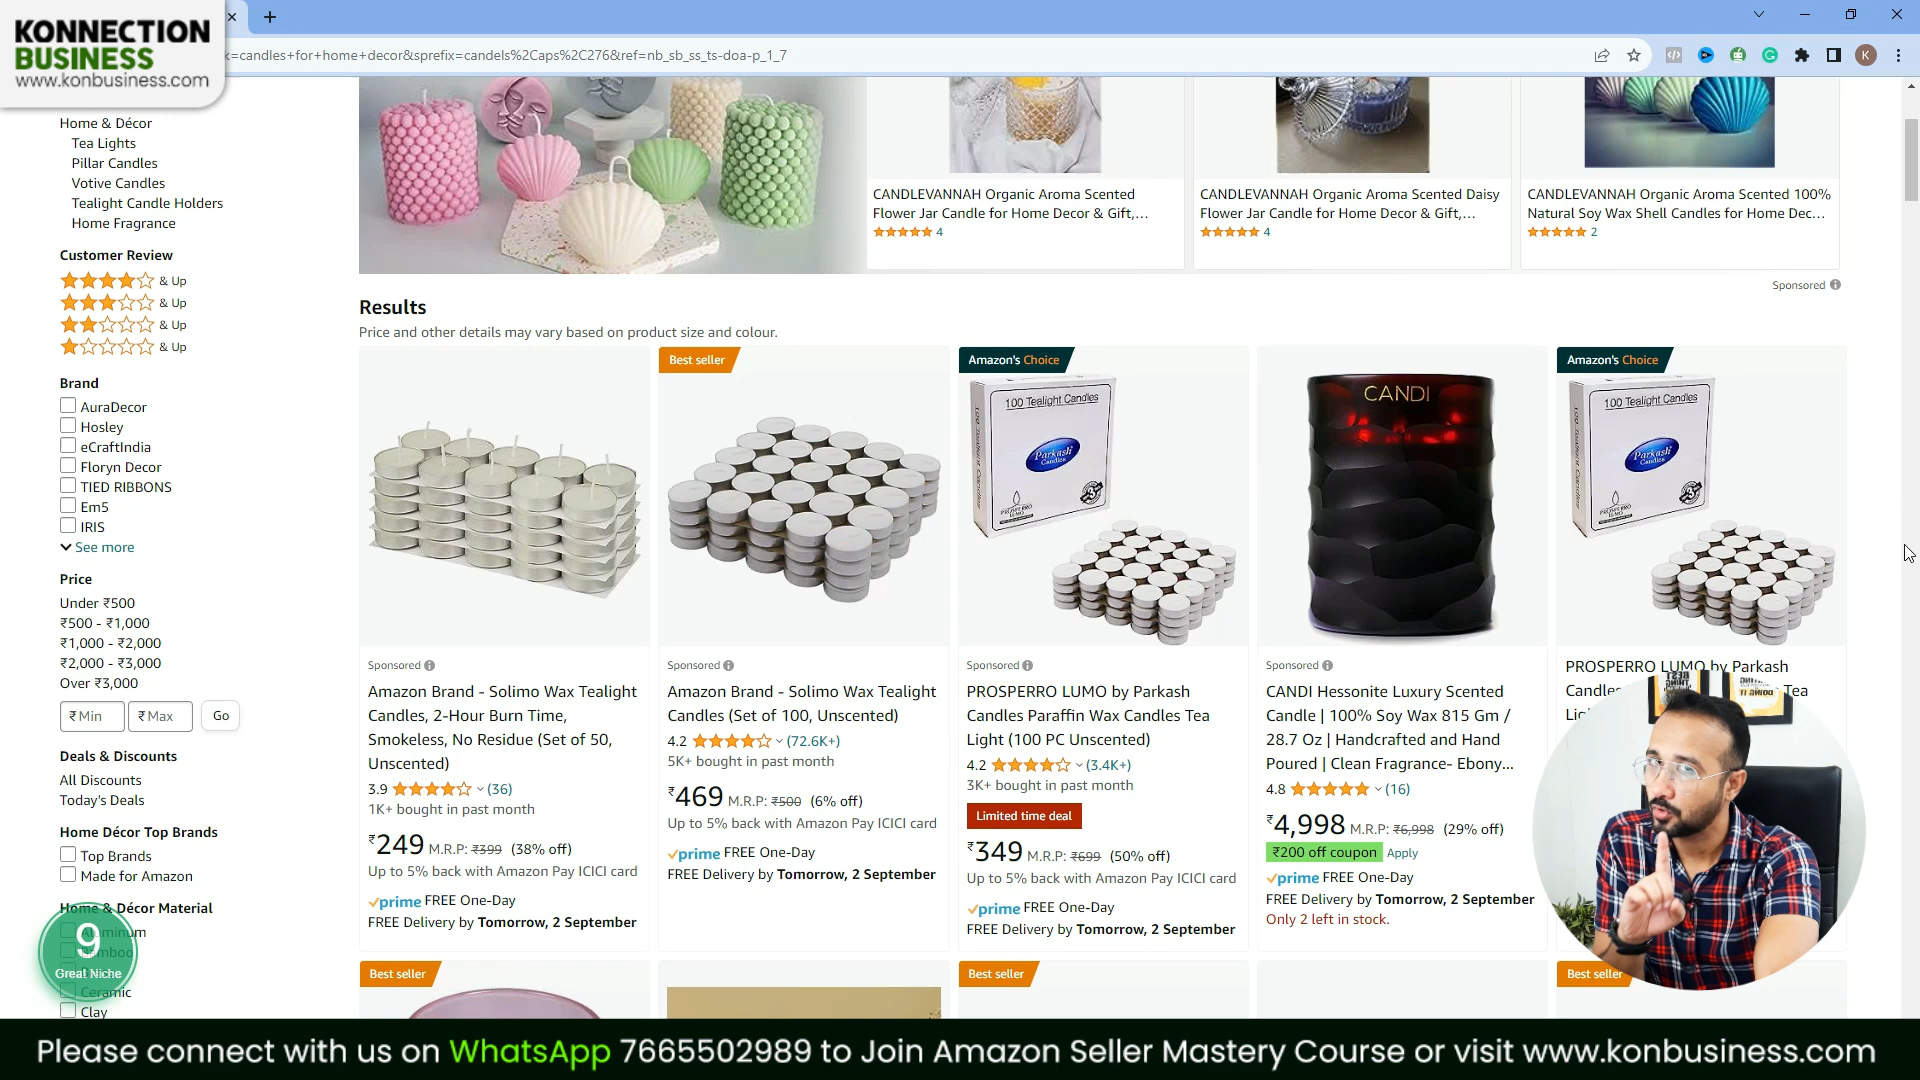 KONNECTION
BUSINESS
www.konbusiness.com
k=candles+for+home+decor&sprefix=candels%2Caps%2C276&ref=nb_sb_ss_ts-doa-p_1_7
K
Home & Décor
Tea Lights
Pillar Candles
Votive Candles
Tealight Candle Holders
Home Fragrance
Customer Review
& Up
& Up
& Up
& Up
Brand
AuraDecor
Hosley
eCraftIndia
Floryn Decor
TIED RIBBONS
Em5
IRIS
See more
Price
Under ₹500
₹500 - ₹1,000
₹1,000 - ₹2,000
₹2,000 - ₹3,000
Over ₹3,000
₹ Min
₹ Max
Go
Deals & Discounts
All Discounts
Today's Deals
Home Décor Top Brands
Top Brands
Made for Amazon
Home & Décor Material
Aluminum
Bamboo
Ceramic
Clay
9
Great Niche
CANDLEVANNAH Organic Aroma Scented
Flower Jar Candle for Home Decor & Gift,...
4
CANDLEVANNAH Organic Aroma Scented Daisy
Flower Jar Candle for Home Decor & Gift,...
4
CANDLEVANNAH Organic Aroma Scented 100%
Natural Soy Wax Shell Candles for Home Dec...
2
Sponsored
Results
Price and other details may vary based on product size and colour.
Sponsored
Amazon Brand - Solimo Wax Tealight
Candles, 2-Hour Burn Time,
Smokeless, No Residue (Set of 50,
Unscented)
3.9 (36)
1K+ bought in past month
₹249 M.R.P: ₹399 (38% off)
Up to 5% back with Amazon Pay ICICI card
prime FREE One-Day
FREE Delivery by Tomorrow, 2 September
Best seller
Sponsored
Amazon Brand - Solimo Wax Tealight
Candles (Set of 100, Unscented)
4.2 (72.6K+)
5K+ bought in past month
₹469 M.R.P: ₹500 (6% off)
Up to 5% back with Amazon Pay ICICI card
prime FREE One-Day
FREE Delivery by Tomorrow, 2 September
Amazon's Choice
100 Tealight Candles
100 Tealight Candles
Parkash
Candles
PROSPERRO
LUMO
Sponsored
PROSPERRO LUMO by Parkash
Candles Paraffin Wax Candles Tea
Light (100 PC Unscented)
4.2 (3.4K+)
3K+ bought in past month
Limited time deal
₹349 M.R.P: ₹699 (50% off)
Up to 5% back with Amazon Pay ICICI card
prime FREE One-Day
FREE Delivery by Tomorrow, 2 September
CANDI
Sponsored
CANDI Hessonite Luxury Scented
Candle | 100% Soy Wax 815 Gm /
28.7 Oz | Handcrafted and Hand
Poured | Clean Fragrance- Ebony...
4.8 (16)
₹4,998 M.R.P: ₹6,998 (29% off)
₹200 off coupon Apply
prime FREE One-Day
FREE Delivery by Tomorrow, 2 September
Only 2 left in stock.
Amazon's Choice
100 Tealight Candles
100 Tealight Candles
Parkash
Candles
PROSPERRO
LUMO
PROSPERRO LUMO by Parkash
Candles Tea
BEST
THING
Best seller
Best seller
Best seller
Please connect with us on WhatsApp 7665502989 to Join Amazon Seller Mastery Course or visit www.konbusiness.com